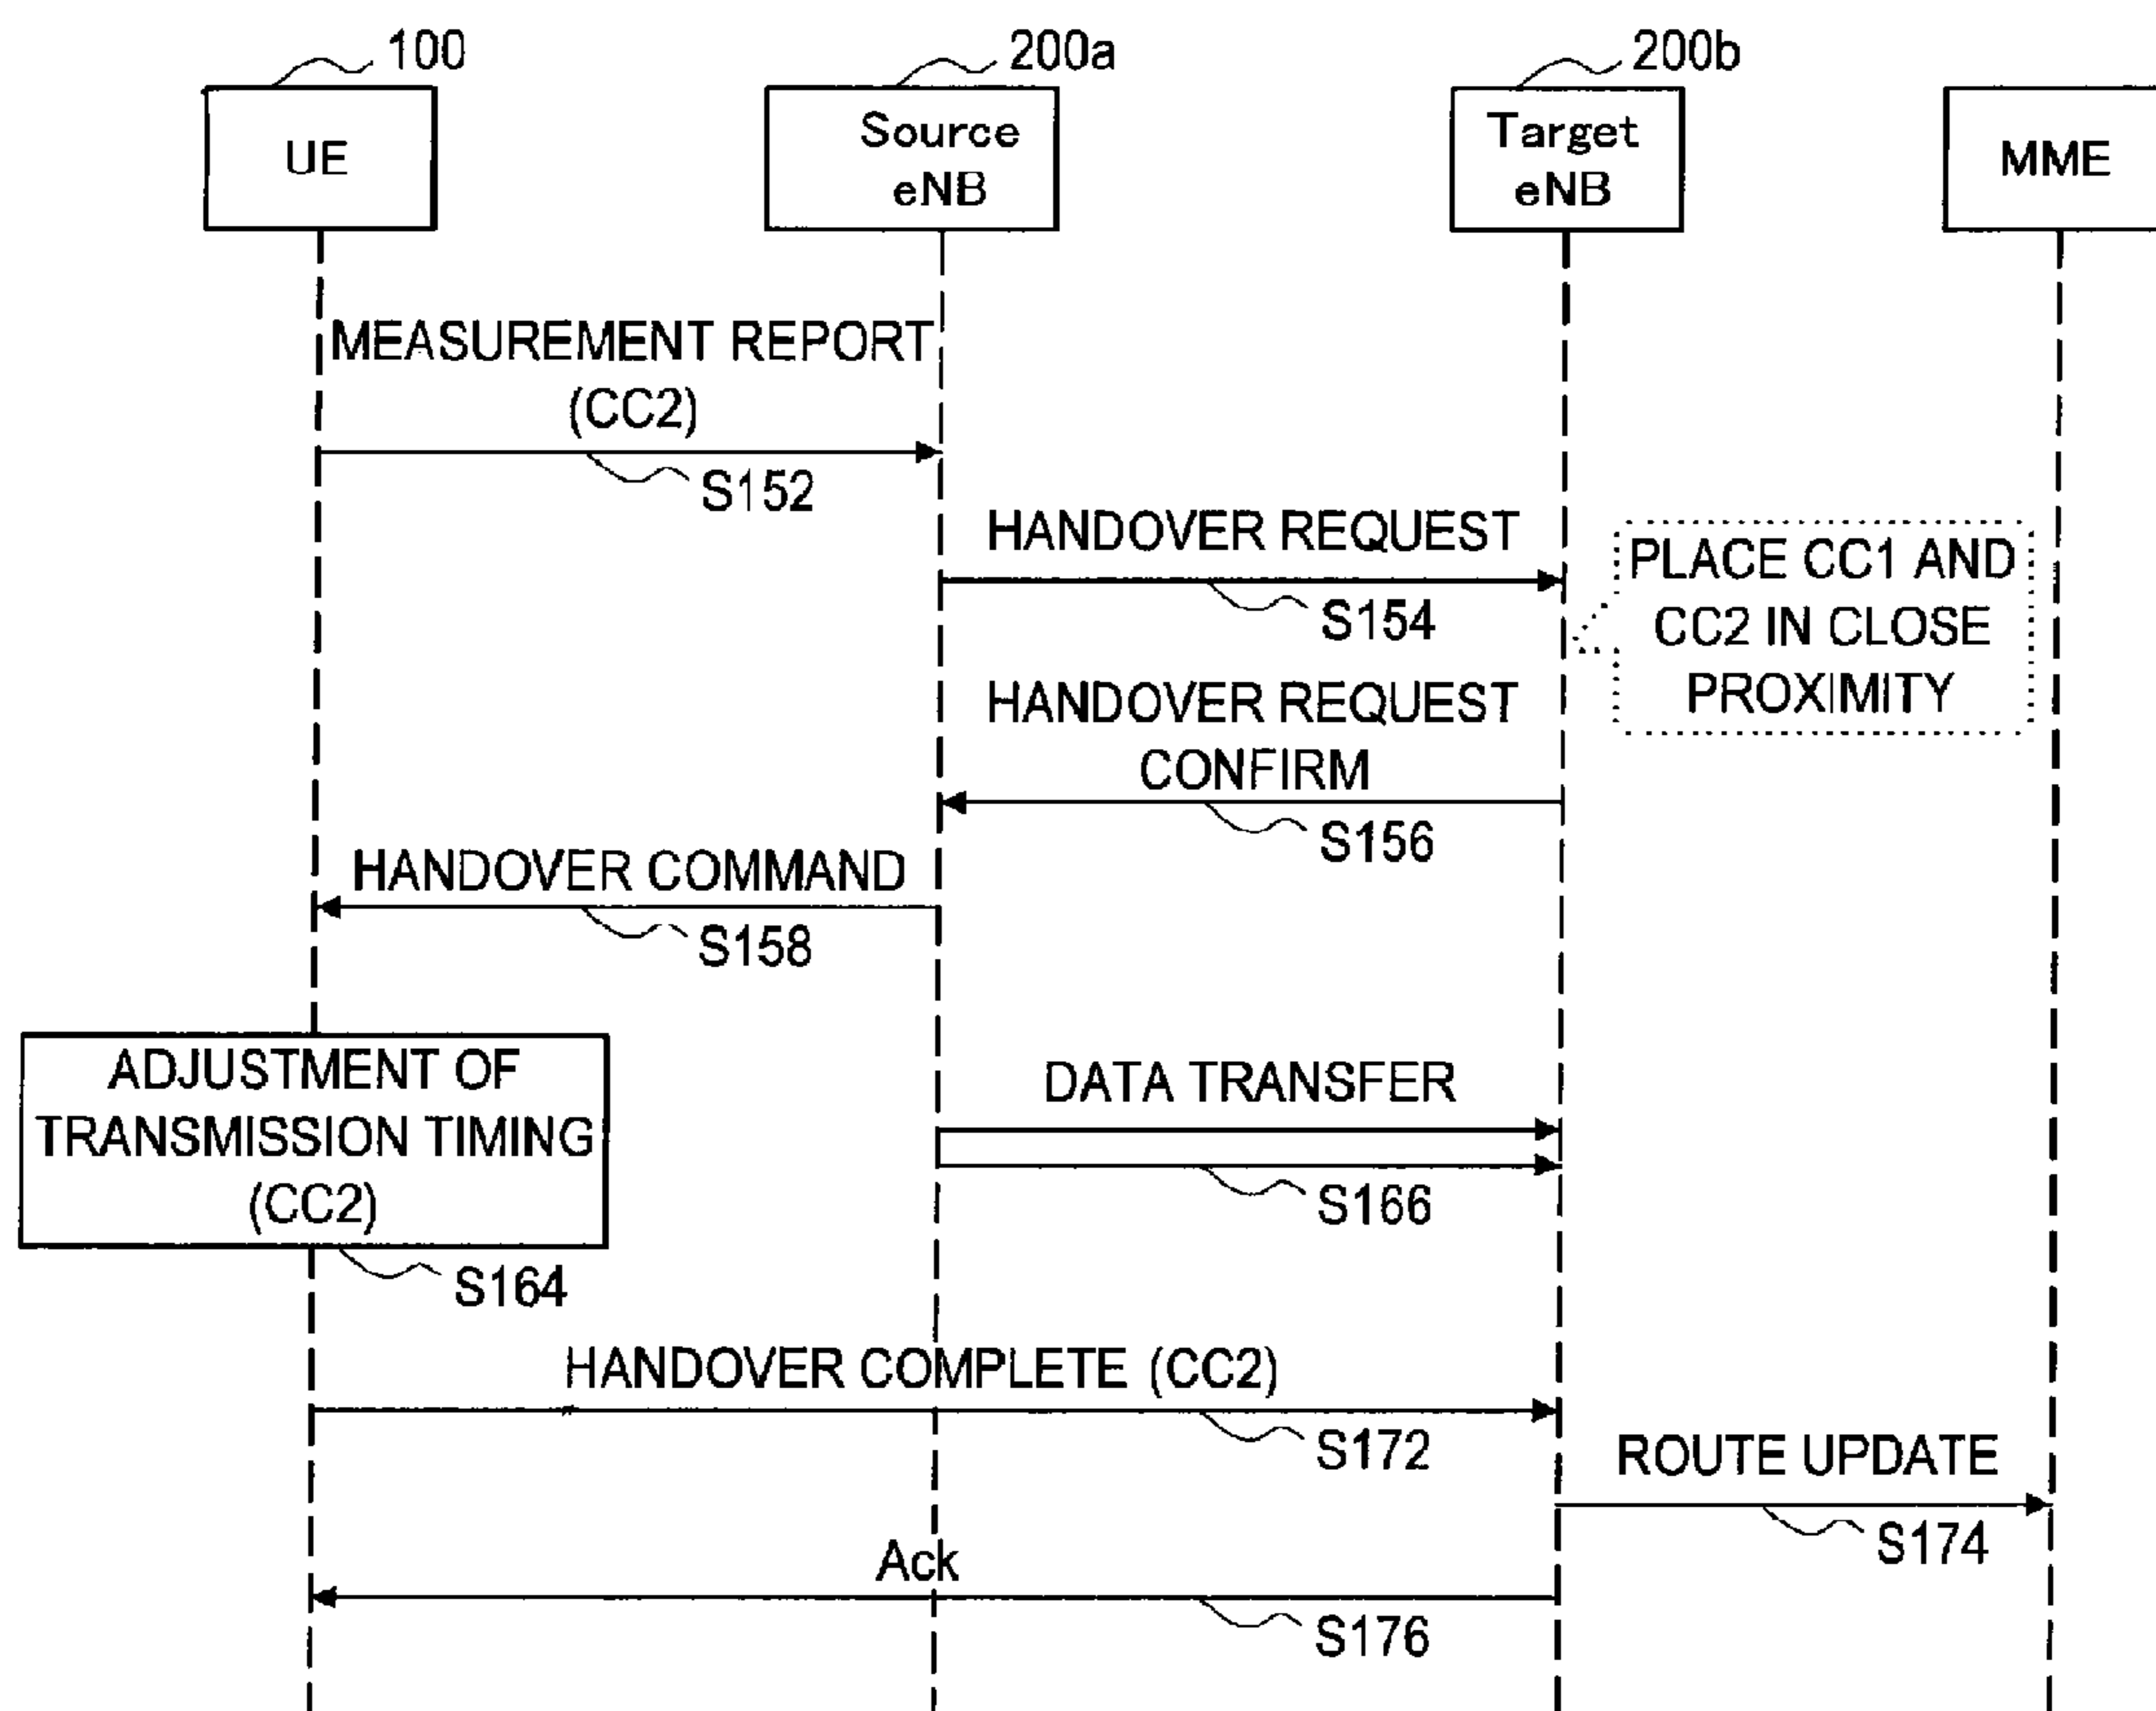 100
200a
200b
UE
Source
eNB
Target
eNB
MME
MEASUREMENT REPORT
(CC2)
S152
HANDOVER REQUEST
S154
PLACE CC1 AND
CC2 IN CLOSE
PROXIMITY
HANDOVER REQUEST
CONFIRM
S156
HANDOVER COMMAND
S158
ADJUSTMENT OF
TRANSMISSION TIMING
(CC2)
S164
DATA TRANSFER
S166
HANDOVER COMPLETE (CC2)
S172
ROUTE UPDATE
S174
Ack
S176